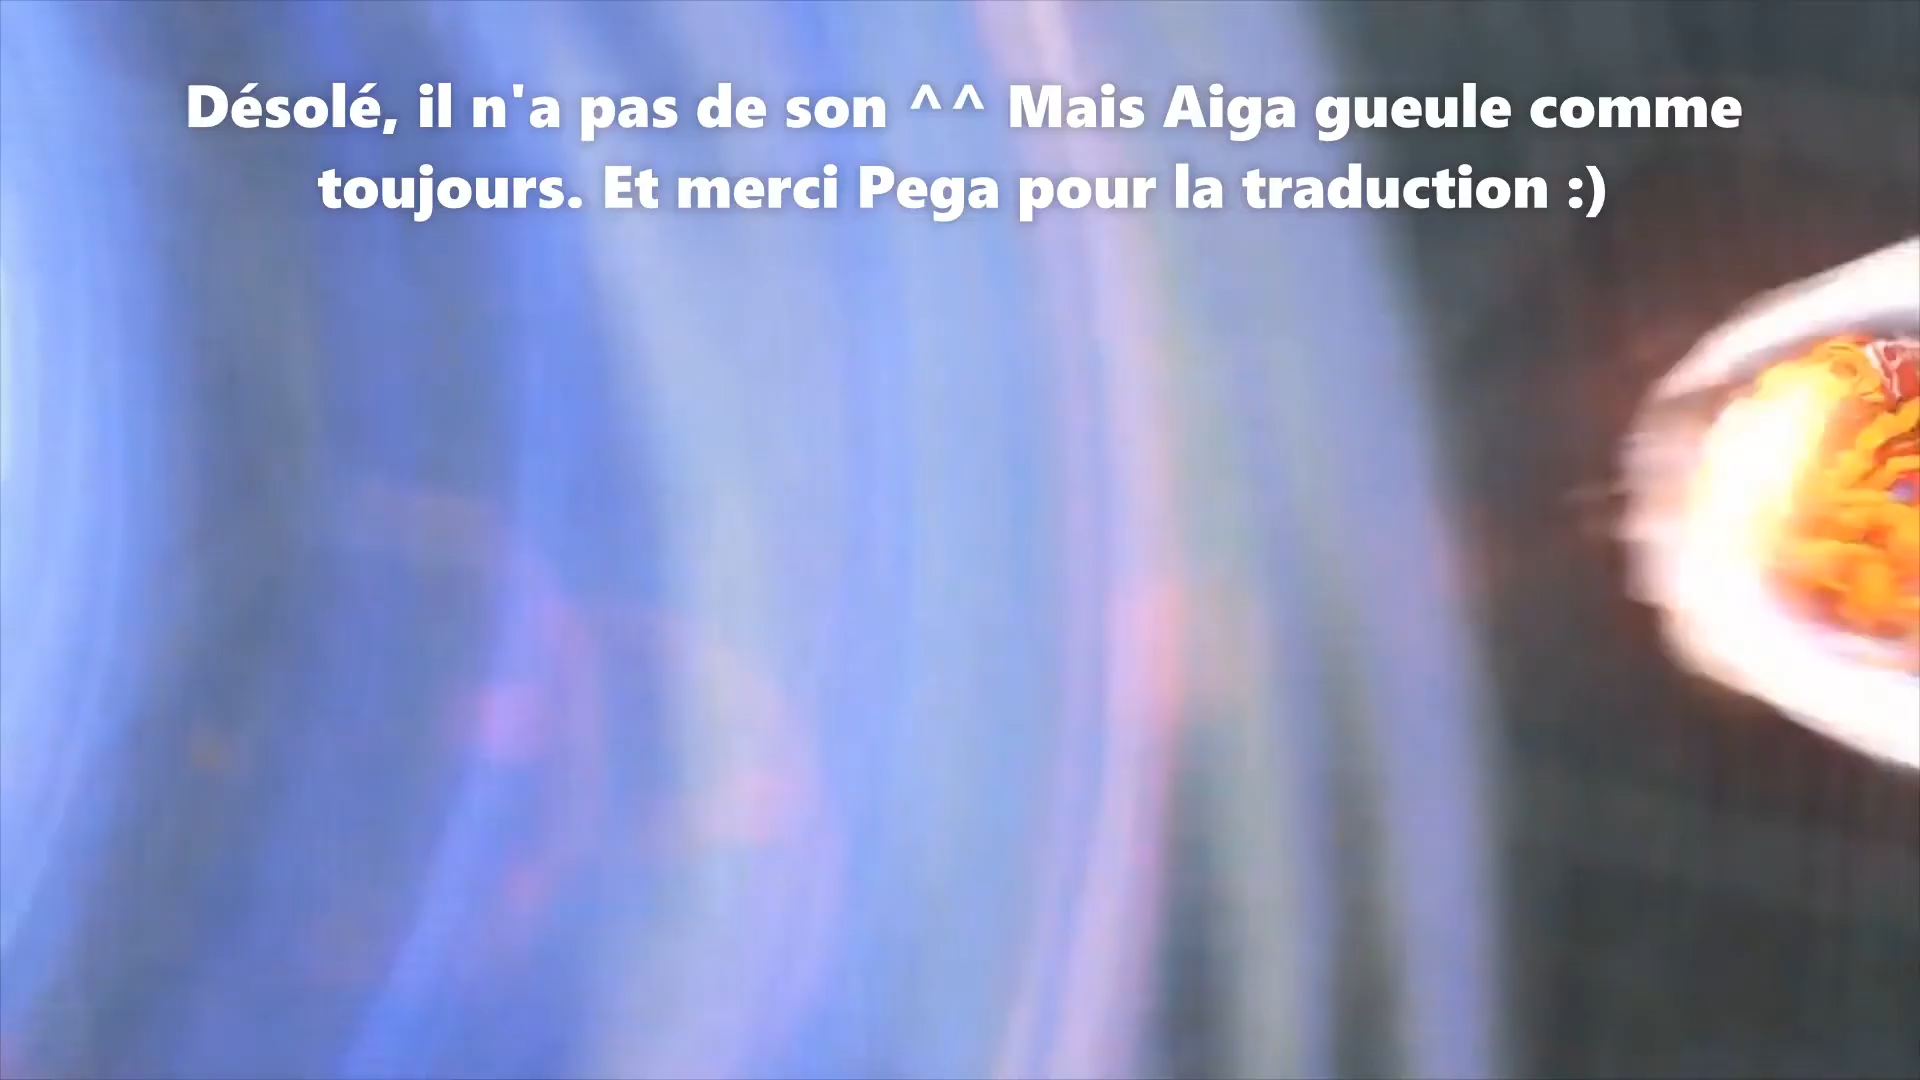 Désolé, il n'a pas de son ^^ Mais Aiga gueule comme
toujours. Et merci Pega pour la traduction :)